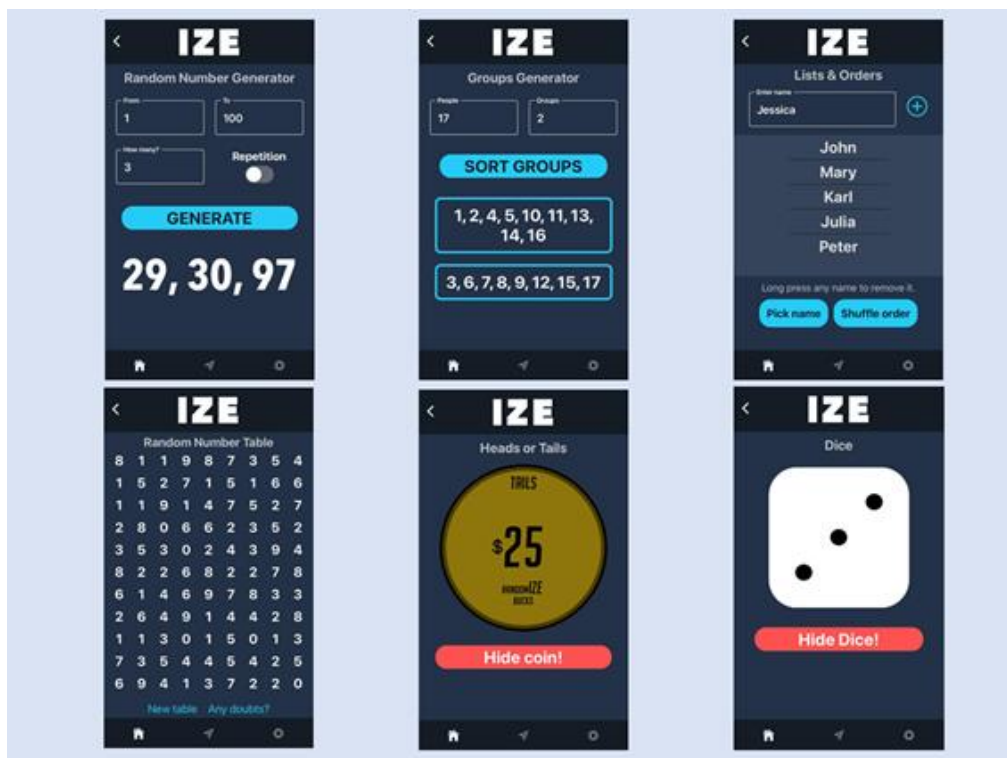 IZE
Random Number Generator
From
1
To
100
How many?
3
Repetition
GENERATE
29, 30, 97
IZE
Groups Generator
People
17
Groups
2
SORT GROUPS
1, 2, 4, 5, 10, 11, 13,
14, 16
3, 6, 7, 8, 9, 12, 15, 17
IZE
Lists & Orders
Enter name
Jessica
John
Mary
Karl
Julia
Peter
Long press any name to remove it.
Pick name
Shuffle order
IZE
Random Number Table
8 1 1 9 8 7 3 5 4
1 5 2 7 1 5 1 6 6
1 1 9 1 4 7 5 2 7
2 8 0 6 6 2 3 5 2
3 5 3 0 2 4 3 9 4
8 2 2 6 8 2 2 7 8
6 1 4 6 9 7 8 3 3
2 6 4 9 1 4 4 2 8
1 1 3 0 1 5 0 1 3
7 3 5 4 4 5 4 2 5
6 9 4 1 3 7 2 2 0
New table Any doubts?
IZE
Heads or Tails
TAILS
$25
RANDOMIZE
BUCKS
Hide coin!
IZE
Dice
Hide Dice!